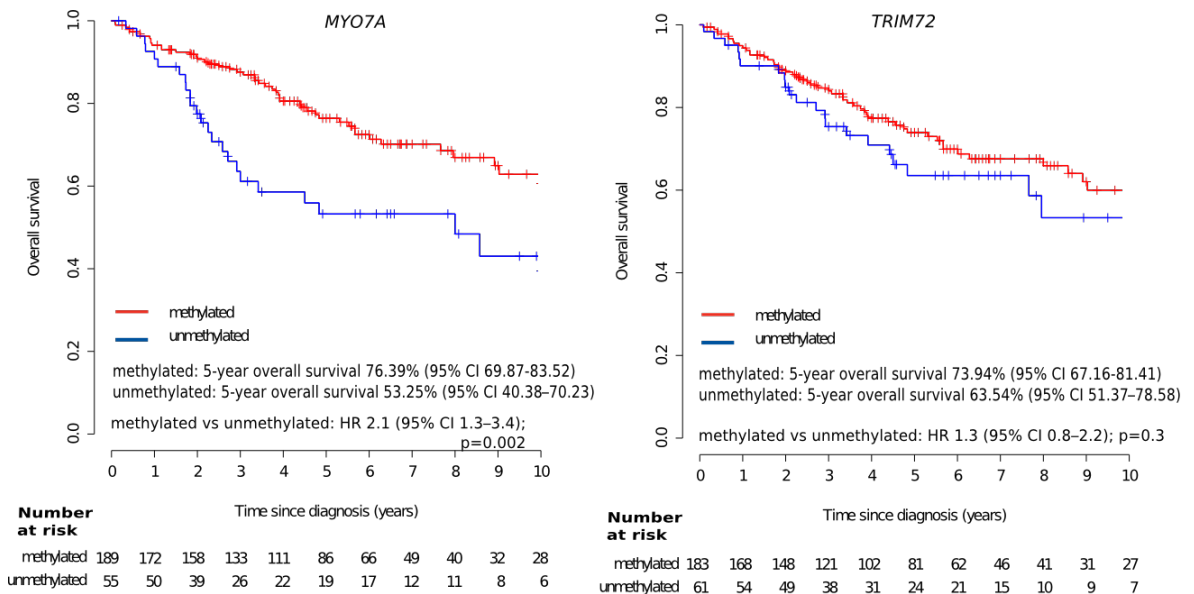 MYO7A
Overall survival
0.0 0.2 0.4 0.6 0.8 1.0
methylated
unmethylated
methylated: 5-year overall survival 76.39% (95% CI 69.87-83.52)
unmethylated: 5-year overall survival 53.25% (95% CI 40.38–70.23)
methylated vs unmethylated: HR 2.1 (95% CI 1.3–3.4);
p=0.002
0 1 2 3 4 5 6 7 8 9 10
Time since diagnosis (years)
Number
at risk
methylated 189 172 158 133 111 86 66 49 40 32 28
unmethylated 55 50 39 26 22 19 17 12 11 8 6
TRIM72
Overall survival
0.0 0.2 0.4 0.6 0.8 1.0
methylated
unmethylated
methylated: 5-year overall survival 73.94% (95% CI 67.16-81.41)
unmethylated: 5-year overall survival 63.54% (95% CI 51.37–78.58)
methylated vs unmethylated: HR 1.3 (95% CI 0.8–2.2); p=0.3
0 1 2 3 4 5 6 7 8 9 10
Time since diagnosis (years)
Number
at risk
methylated 183 168 148 121 102 81 62 46 41 31 27
unmethylated 61 54 49 38 31 24 21 15 10 9 7